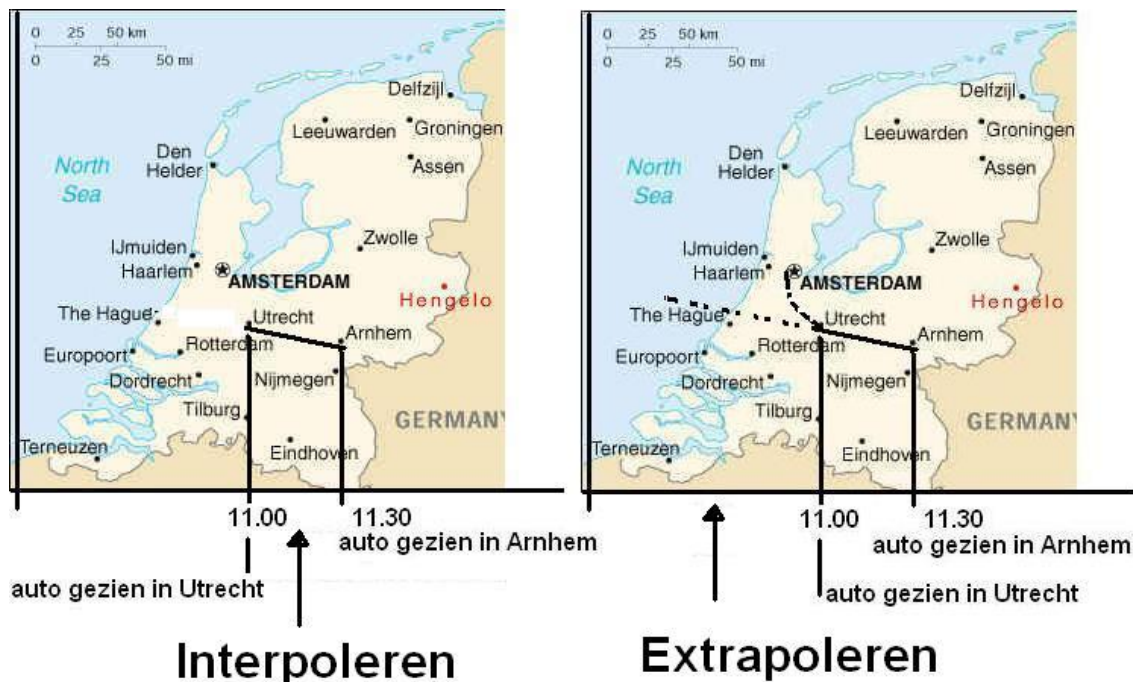 0 25 50 km
0 25 50 mi
Delfzijl
Leeuwarden
Groningen
Den
Helder
Assen
North
Sea
Zwolle
IJmuiden
Haarlem
AMSTERDAM
Hengelo
The Hague
Utrecht
Arnhem
Europoort
Rotterdam
Dordrecht
Nijmegen
Tilburg
GERMANY
Terneuzen
Eindhoven
11.00
11.30
auto gezien in Arnhem
auto gezien in Utrecht
Interpoleren
0 25 50 km
0 25 50 mi
Delfzijl
Leeuwarden
Groningen
Den
Helder
Assen
North
Sea
Zwolle
IJmuiden
Haarlem
AMSTERDAM
Hengelo
The Hague
Utrecht
Arnhem
Europoort
Rotterdam
Dordrecht
Nijmegen
Tilburg
GERMANY
Terneuzen
Eindhoven
11.00
11.30
auto gezien in Arnhem
auto gezien in Utrecht
Extrapoleren